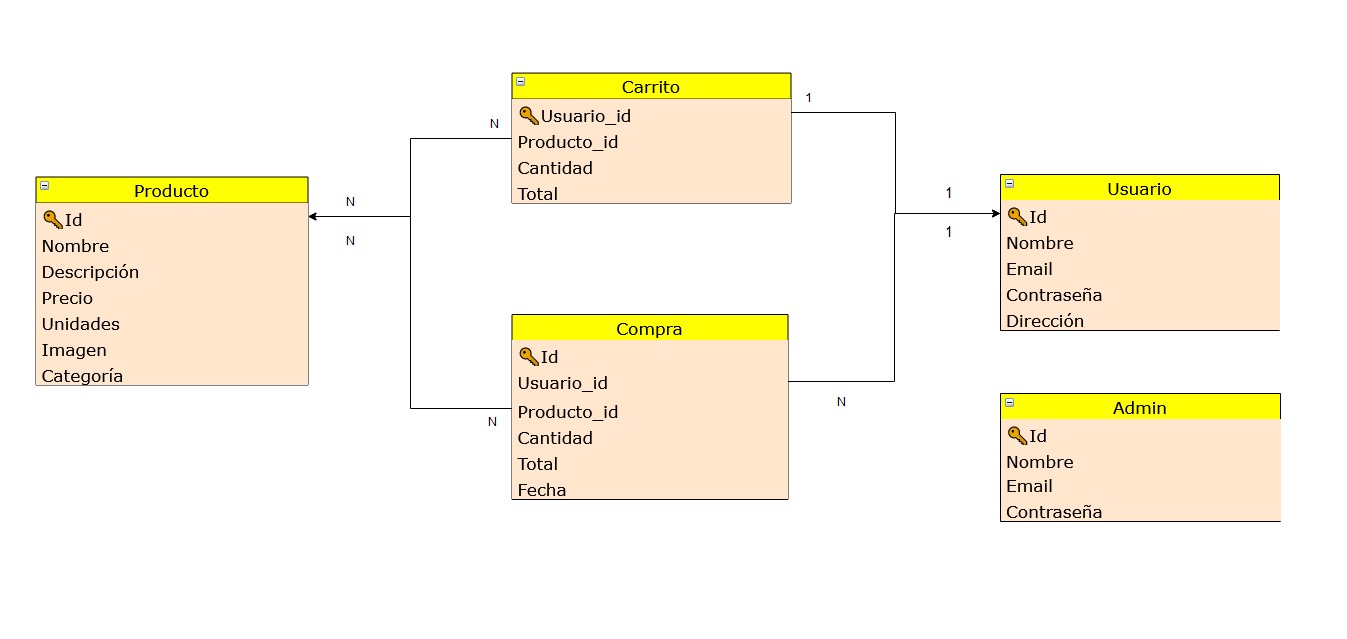 Carrito
Usuario_id
Producto_id
Cantidad
Total
1
N
Producto
Id
Nombre
Descripción
Precio
Unidades
Imagen
Categoría
N
N
1
1
Usuario
Id
Nombre
Email
Contraseña
Dirección
Compra
Id
Usuario_id
Producto_id
Cantidad
Total
Fecha
N
N
Admin
Id
Nombre
Email
Contraseña